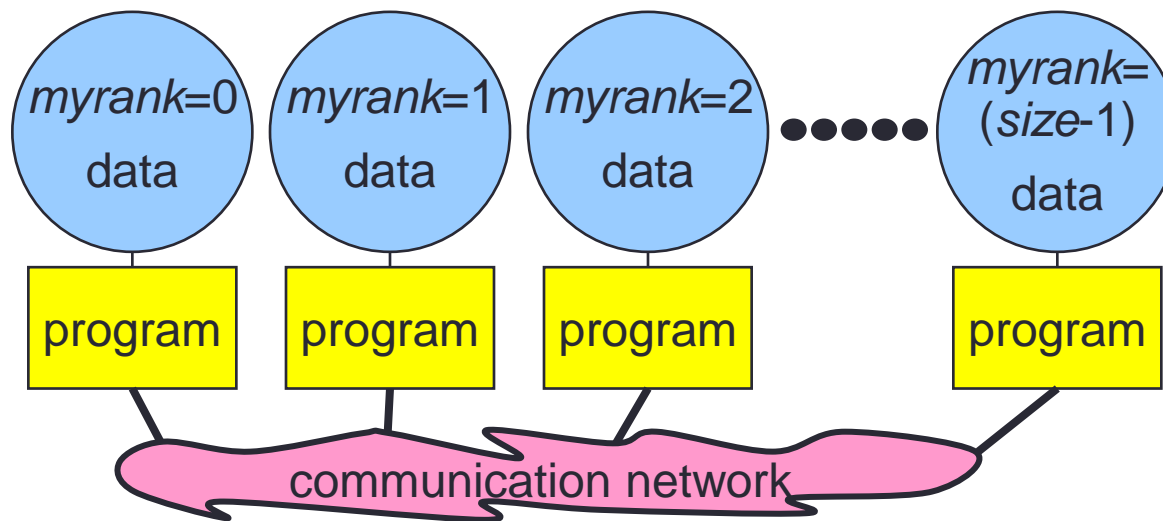 myrank=0
data
myrank=1
data
myrank=2
data
myrank=
(size-1)
data
program
program
program
program
communication network